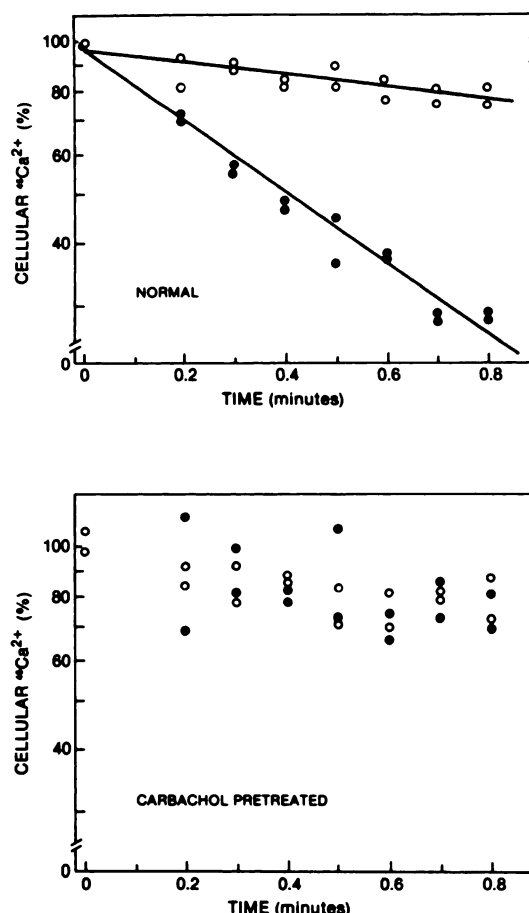 CELLULAR ⁴⁵Ca²⁺ (%)
100
80
60
40
0
NORMAL
0 0.2 0.4 0.6 0.8
TIME (minutes)
CELLULAR ⁴⁵Ca²⁺ (%)
100
80
60
40
0
CARBACHOL PRETREATED
0 0.2 0.4 0.6 0.8
TIME (minutes)